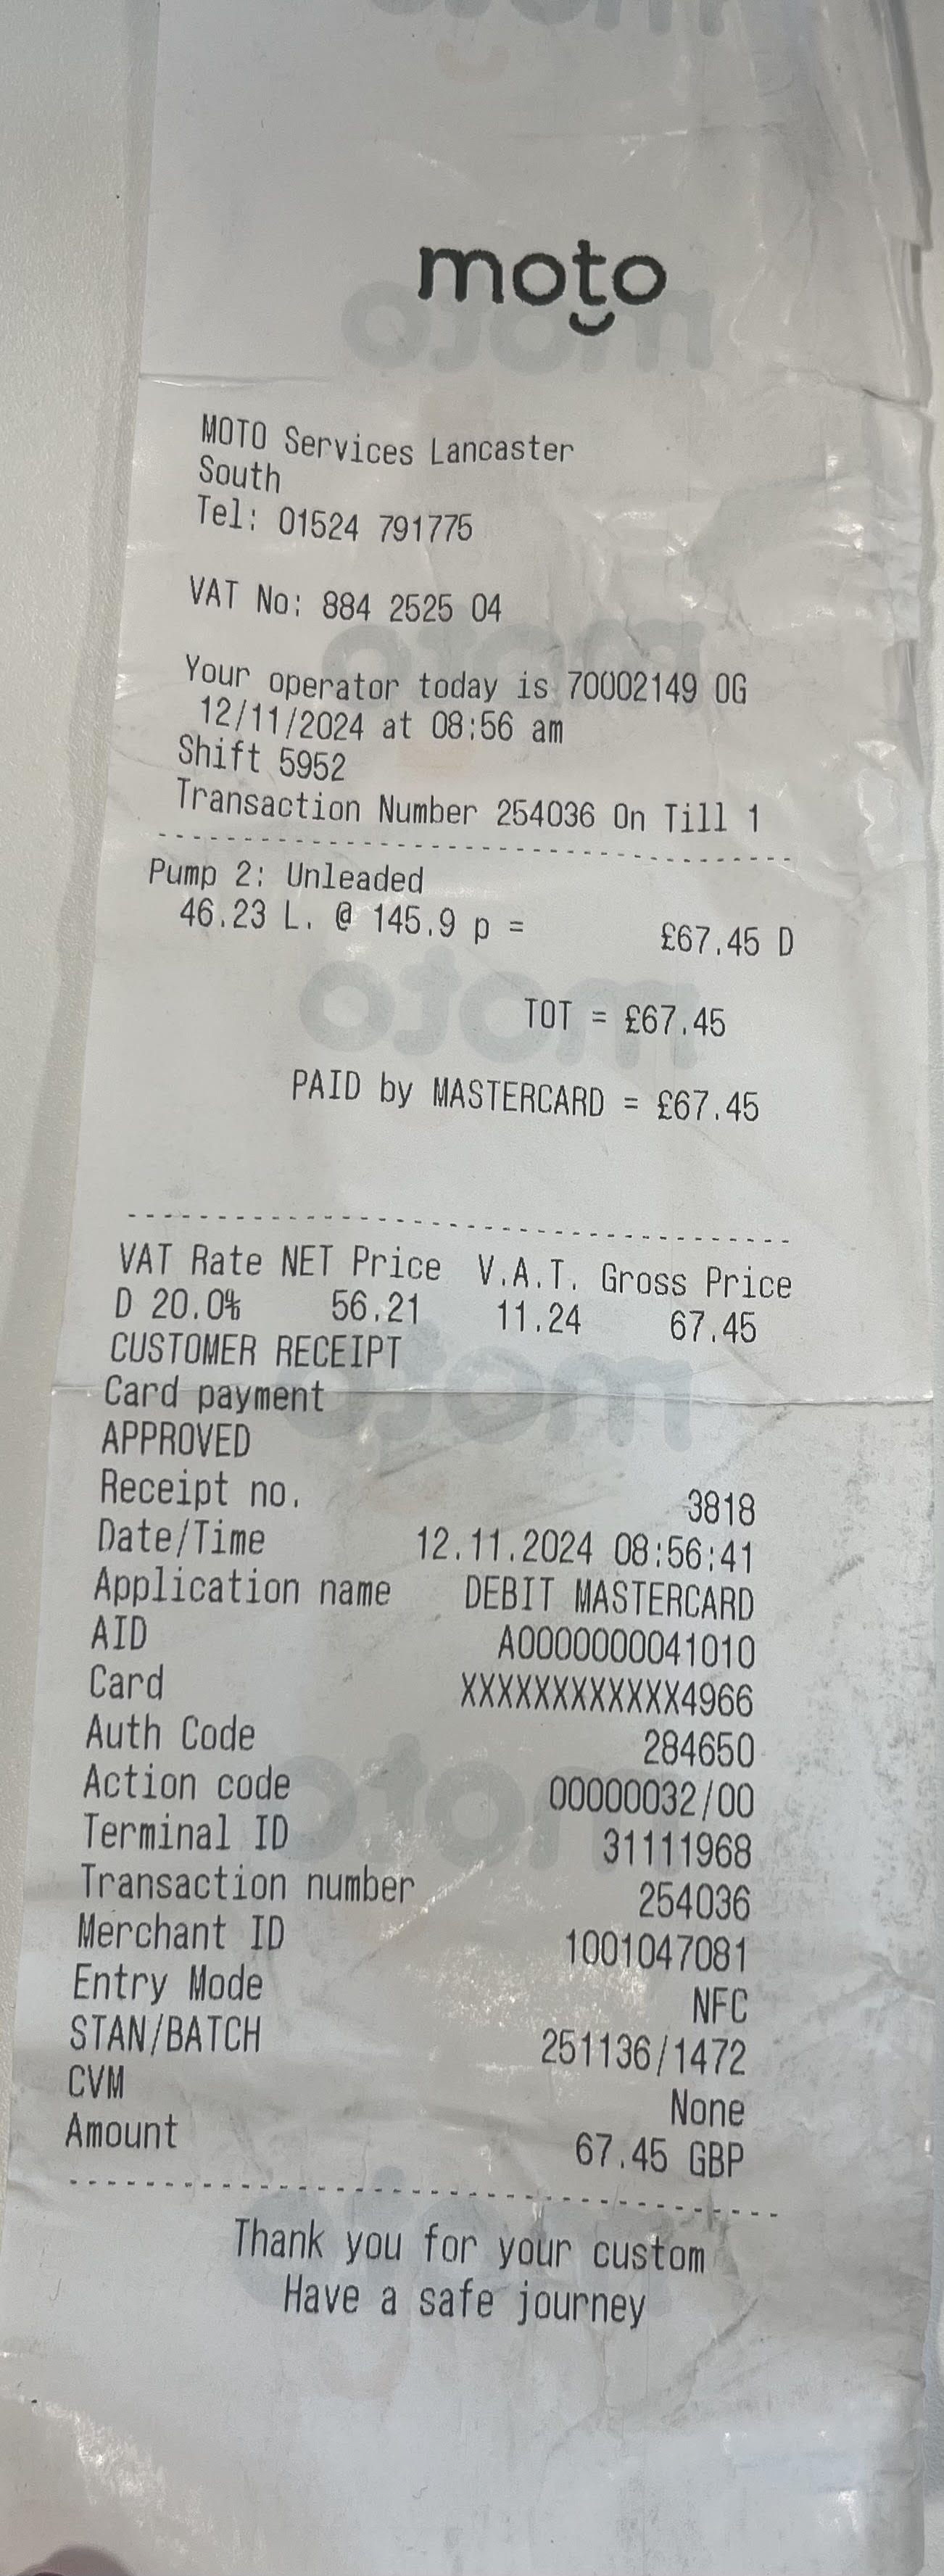 moto
MOTO Services Lancaster
South
Tel: 01524 791775
VAT No: 884 2525 04
Your operator today is 70002149 OG
12/11/2024 at 08:56 am
Shift 5952
Transaction Number 254036 On Till 1
Pump 2: Unleaded
46.23 L. @ 145.9 p = £67.45 D
TOT = £67.45
PAID by MASTERCARD = £67.45
VAT Rate NET Price V.A.T. Gross Price
D 20.0% 56.21 11.24 67.45
CUSTOMER RECEIPT
Card payment
APPROVED
Receipt no. 3818
Date/Time 12.11.2024 08:56:41
Application name DEBIT MASTERCARD
AID A0000000041010
Card XXXXXXXXXXXX4966
Auth Code 284650
Action code 00000032/00
Terminal ID 31111968
Transaction number 254036
Merchant ID 1001047081
Entry Mode NFC
STAN/BATCH 251136/1472
CVM None
Amount 67.45 GBP
Thank you for your custom
Have a safe journey